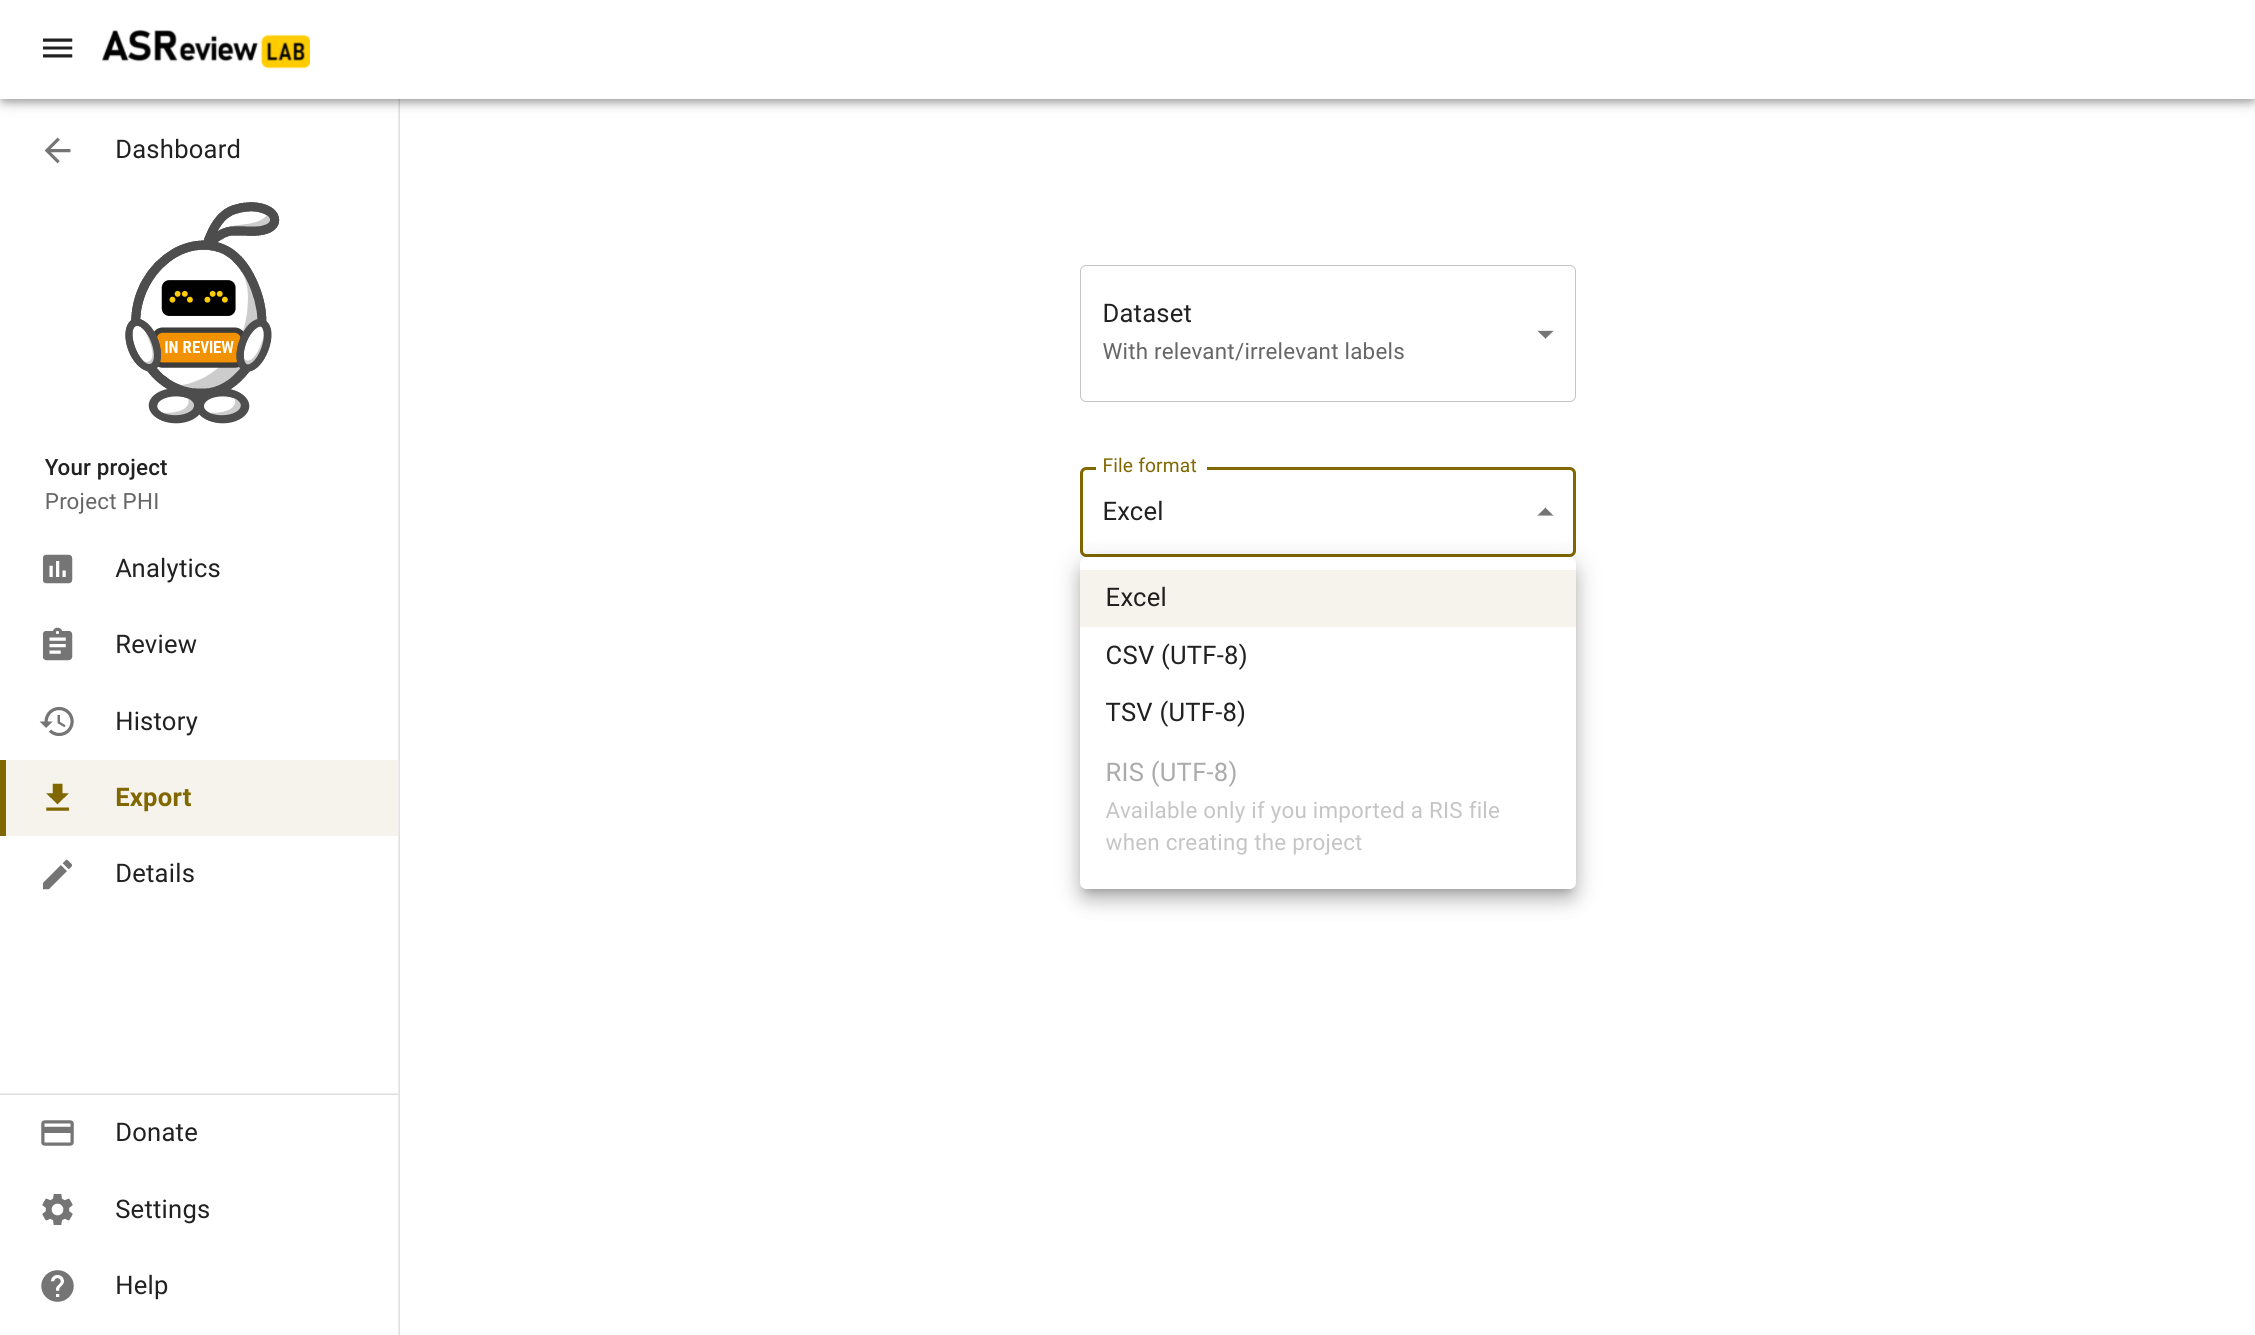 ASReview LAB
Dashboard
IN REVIEW
Your project
Project PHI
Analytics
Review
History
Export
Details
Donate
Settings
Help
Dataset
With relevant/irrelevant labels
File format
Excel
Excel
CSV (UTF-8)
TSV (UTF-8)
RIS (UTF-8)
Available only if you imported a RIS file
when creating the project